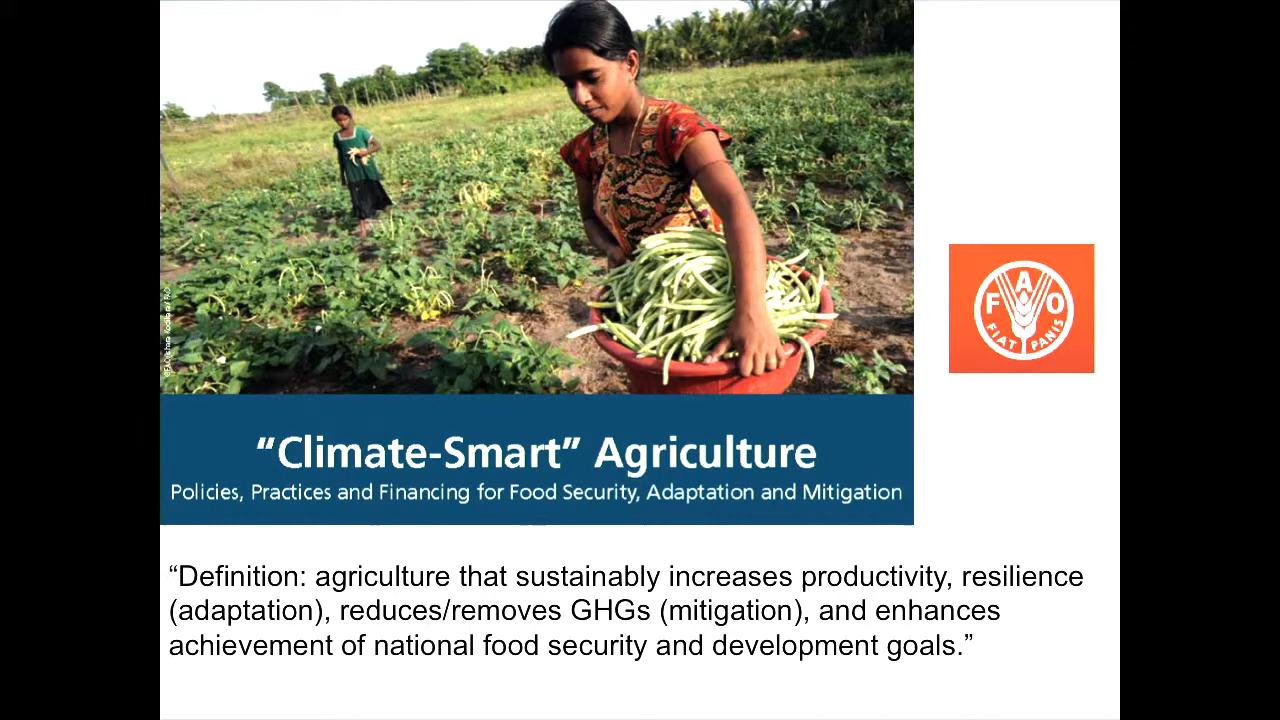 F A O
FIAT PANIS
“Climate-Smart” Agriculture
Policies, Practices and Financing for Food Security, Adaptation and Mitigation
“Definition: agriculture that sustainably increases productivity, resilience
(adaptation), reduces/removes GHGs (mitigation), and enhances
achievement of national food security and development goals.”